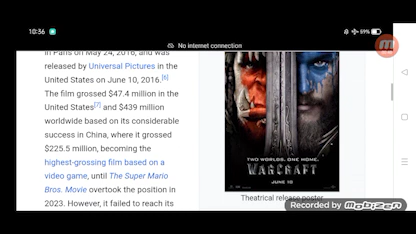 10:36
59%
No internet connection
in Paris on May 24, 2016, and was
released by Universal Pictures in the
United States on June 10, 2016.[6]
The film grossed $47.4 million in the
United States[7] and $439 million
worldwide based on its considerable
success in China, where it grossed
$225.5 million, becoming the
highest-grossing film based on a
video game, until The Super Mario
Bros. Movie overtook the position in
2023. However, it failed to reach its
TWO WORLDS. ONE HOME.
WARCRAFT
JUNE 10
Theatrical release poster
Recorded by Mobizen